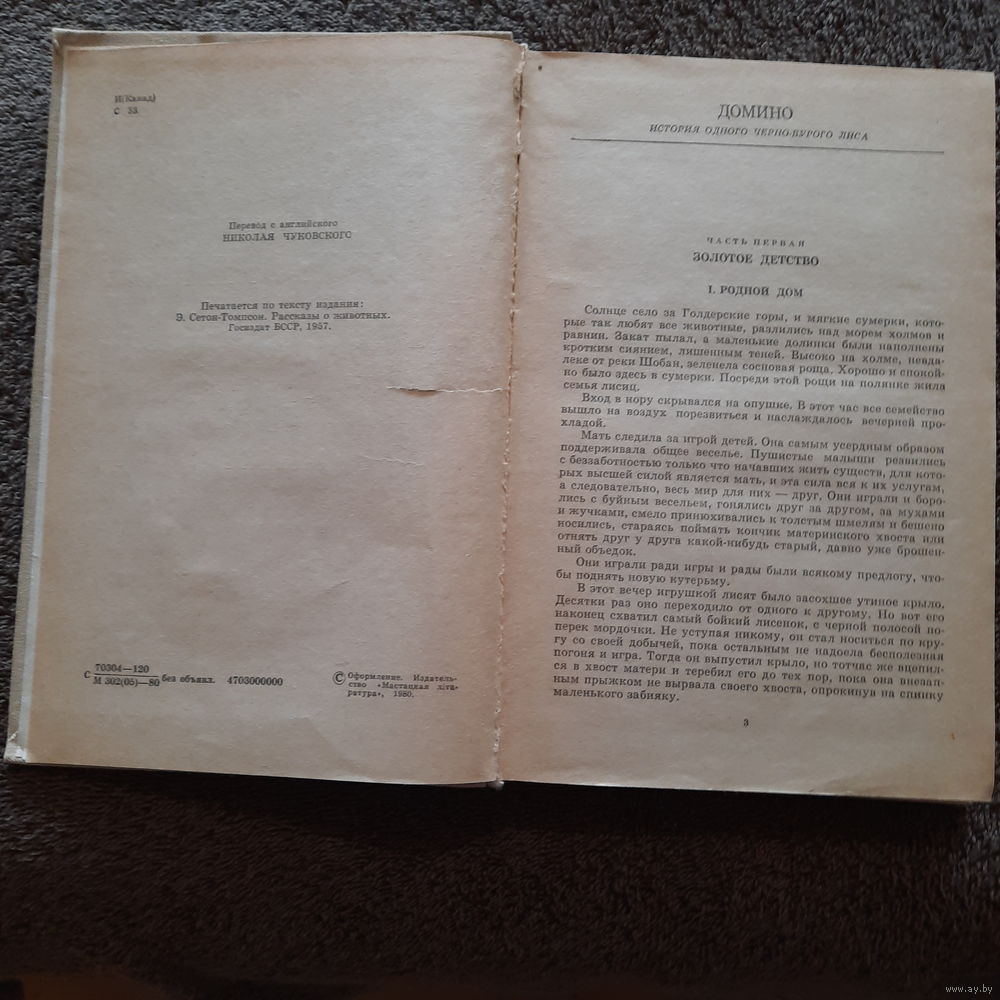 И(Канад)
С 33
Перевод с английского
НИКОЛАЯ ЧУКОВСКОГО
Печатается по тексту издания:
Э. Сетон-Томпсон. Рассказы о животных.
Госиздат БССР, 1957.
С 70304—120
М 302(05)—80 без объявл. 4703000000
© Оформление. Издатель-
ство «Мастацкая літа-
ратура», 1980.
ДОМИНО
ИСТОРИЯ ОДНОГО ЧЕРНО-БУРОГО ЛИСА
ЧАСТЬ ПЕРВАЯ
ЗОЛОТОЕ ДЕТСТВО
I. РОДНОЙ ДОМ
Солнце село за Голдерские горы, и мягкие сумерки, кото-
рые так любят все животные, разлились над морем холмов и
равнин. Закат пылал, а маленькие долинки были наполнены
кротким сиянием, лишенным теней. Высоко на холме, невда-
леке от реки Шобан, зеленела сосновая роща. Хорошо и спокой-
но было здесь в сумерки. Посреди этой рощи на полянке жила
семья лисиц.
Вход в нору скрывался на опушке. В этот час все семейство
вышло на воздух порезвиться и наслаждалось вечерней про-
хладой.
Мать следила за игрой детей. Она самым усердным образом
поддерживала общее веселье. Пушистые малыши резвились
с беззаботностью только что начавших жить существ, для кото-
рых высшей силой является мать, и эта сила вся к их услугам,
а следовательно, весь мир для них — друг. Они играли и боро-
лись с буйным весельем, гонялись друг за другом, за мухами
и жучками, смело принюхивались к толстым шмелям и бешено
носились, стараясь поймать кончик материнского хвоста или
отнять друг у друга какой-нибудь старый, давно уже брошен-
ный объедок.
Они играли ради игры и рады были всякому предлогу, что-
бы поднять новую кутерьму.
В этот вечер игрушкой лисят было засохшее утиное крыло.
Десятки раз оно переходило от одного к другому. Но вот его
наконец схватил самый бойкий лисенок, с черной полосой по-
перек мордочки. Не уступая никому, он стал носиться по кру-
гу со своей добычей, пока остальным не надоела бесполезная
погоня и игра. Тогда он выпустил крыло, но тотчас же вцепил-
ся в хвост матери и теребил его до тех пор, пока она внезап-
ным прыжком не вырвала своего хвоста, опрокинув на спинку
маленького забияку.
3
www.ay.by